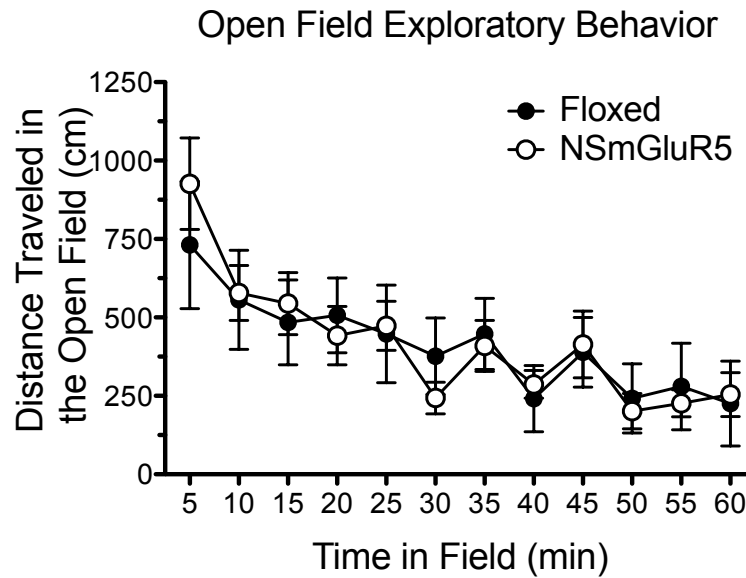 Open Field Exploratory Behavior
Distance Traveled in
the Open Field (cm)
1250
1000
750
500
250
0
Floxed
NSmGluR5
5 10 15 20 25 30 35 40 45 50 55 60
Time in Field (min)